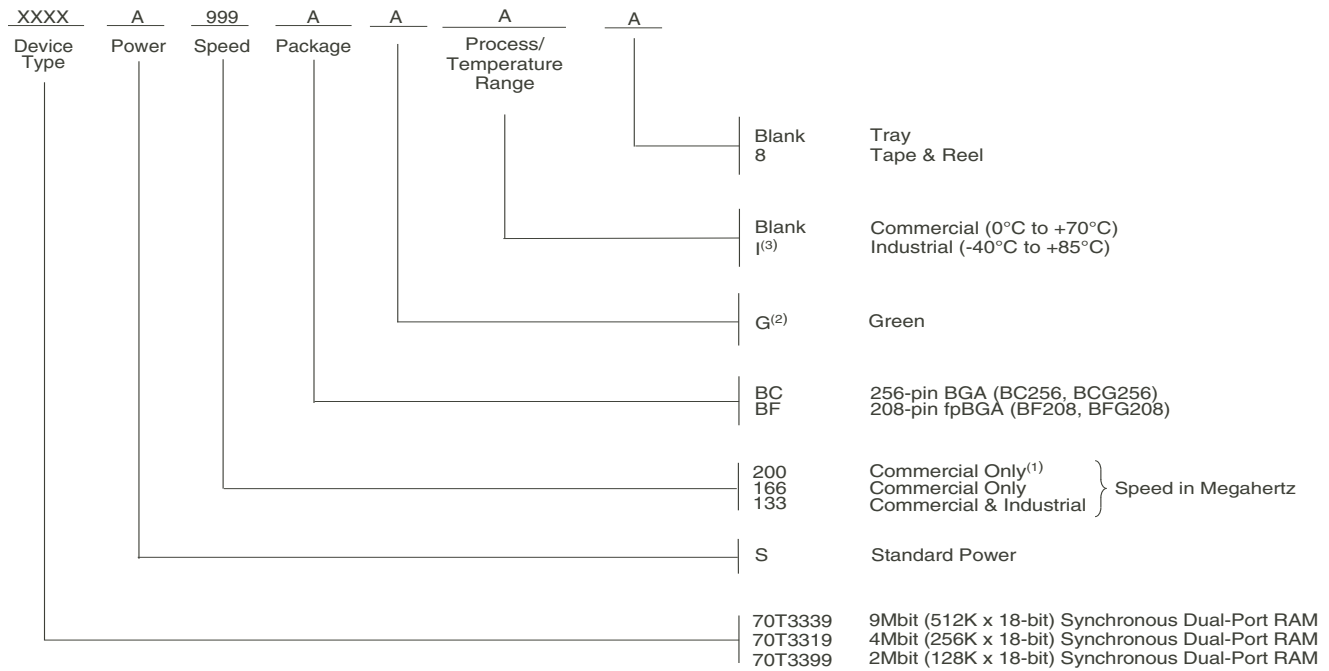 XXXX A 999 A A A A
Device Type
Power
Speed
Package
Process/
Temperature
Range
Blank Tray
8 Tape & Reel
Blank Commercial (0°C to +70°C)
I(3) Industrial (-40°C to +85°C)
G(2) Green
BC 256-pin BGA (BC256, BCG256)
BF 208-pin fpBGA (BF208, BFG208)
200 Commercial Only(1)
166 Commercial Only
133 Commercial & Industrial
Speed in Megahertz
S Standard Power
70T3339 9Mbit (512K x 18-bit) Synchronous Dual-Port RAM
70T3319 4Mbit (256K x 18-bit) Synchronous Dual-Port RAM
70T3399 2Mbit (128K x 18-bit) Synchronous Dual-Port RAM